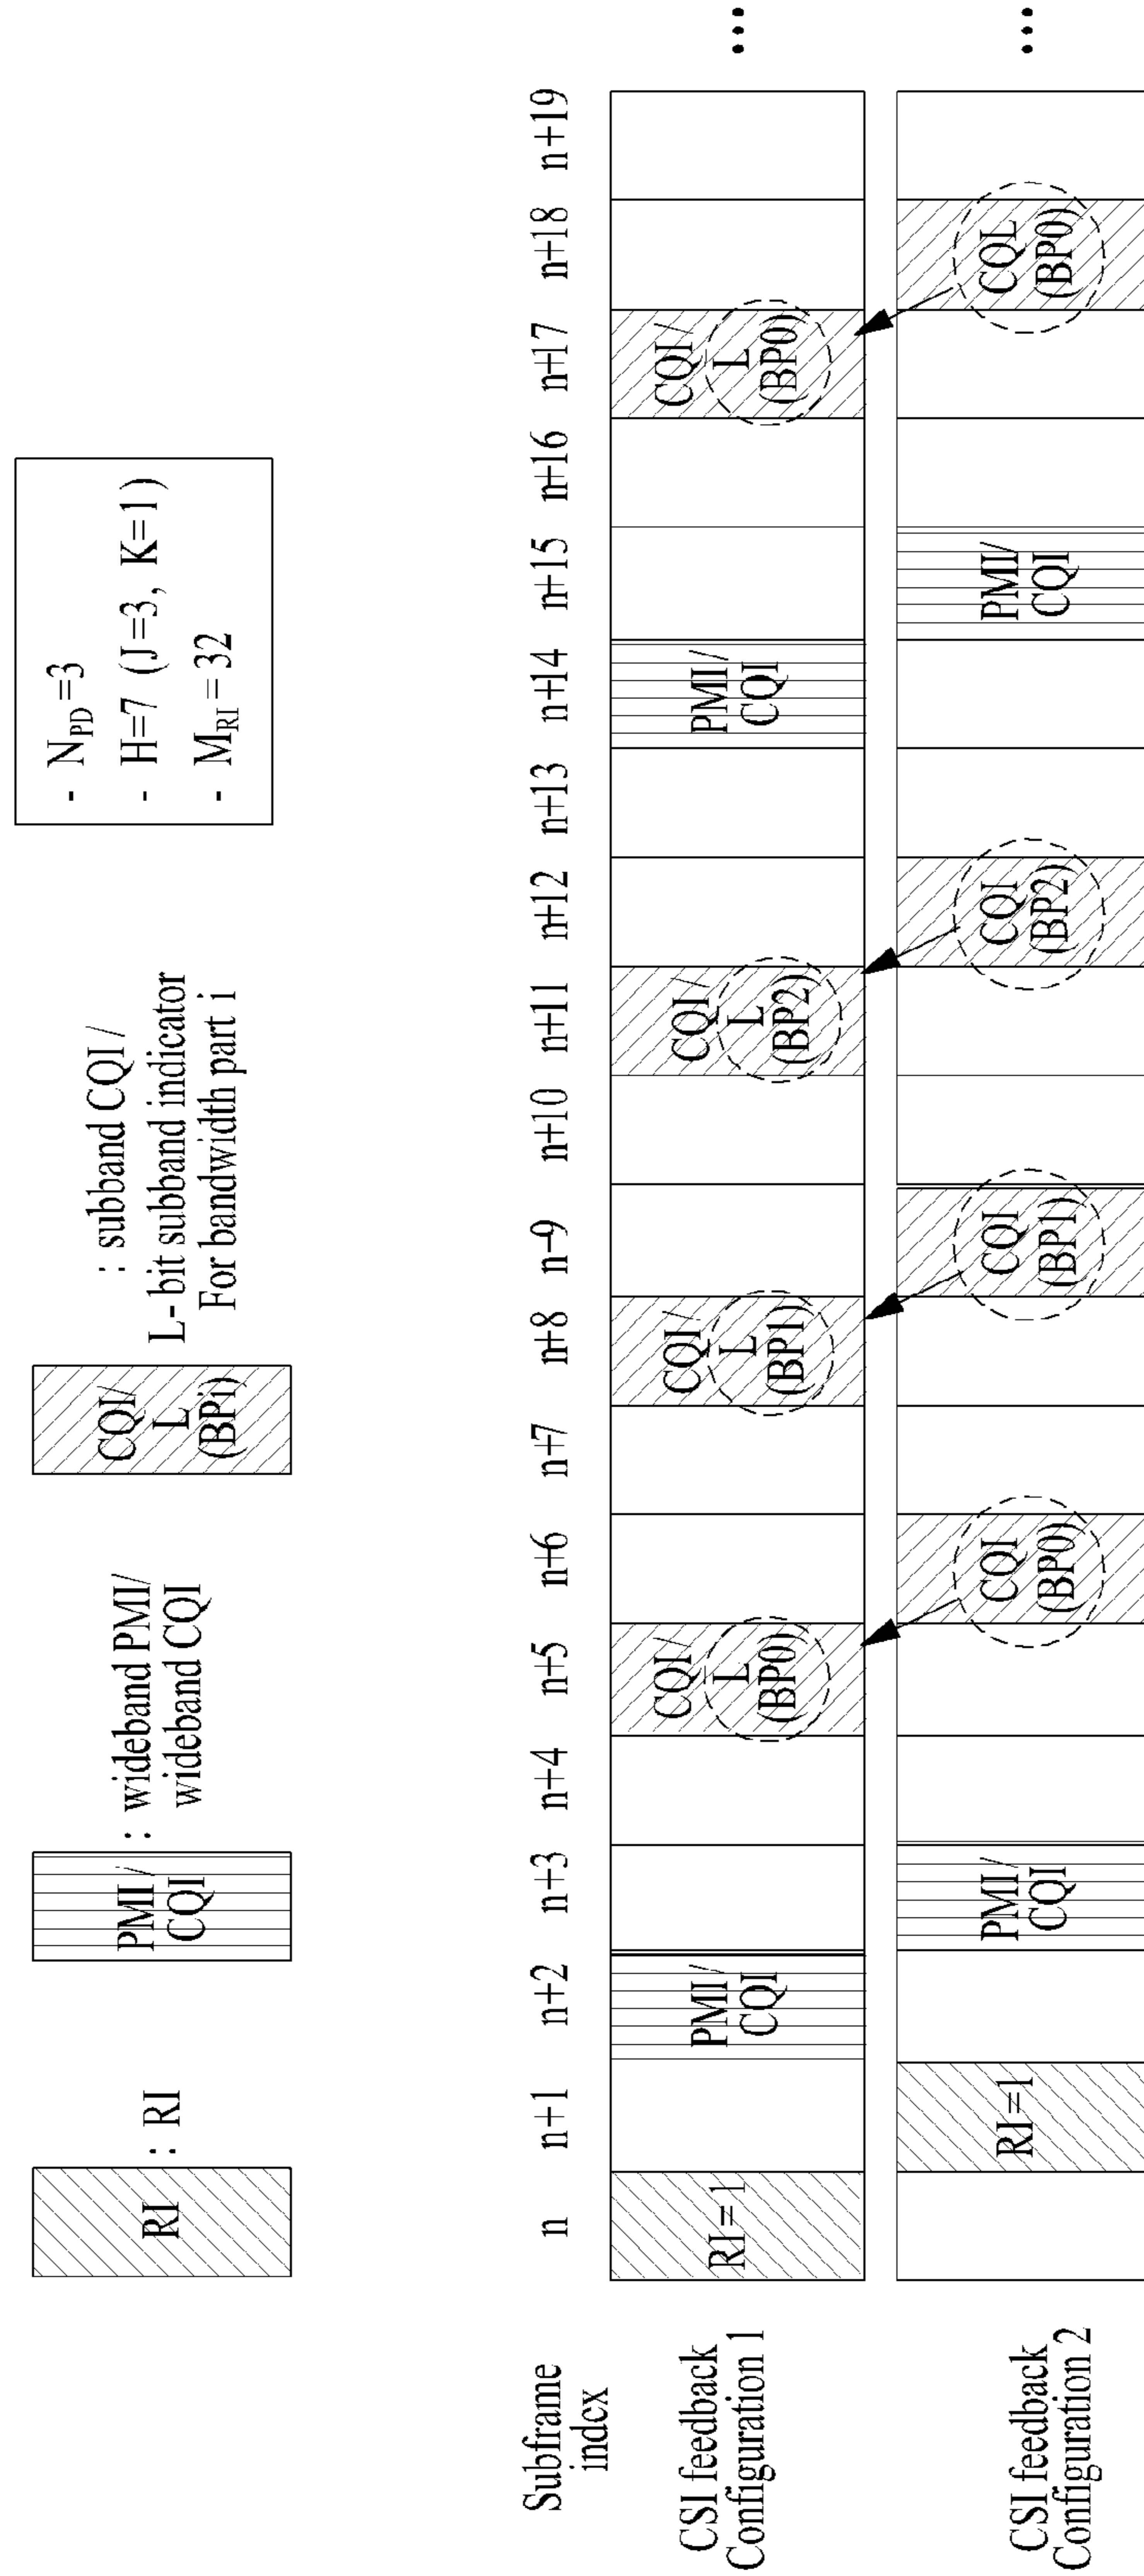 RI
: RI
PMI /
CQI
: wideband PMI/
wideband CQI
CQI/
L
(BPi)
: subband CQI /
L- bit subband indicator
For bandwidth part i
- NPD =3
- H=7 (J=3, K=1)
- MRI = 32
Subframe
indcx
n
n+1
n+2
n+3
n+4
n+5
n+6
n+7
n+8
n-9
n+10
n+11
n+12
n+13
n+14
n+15
n+16
n+17
n+18
n+19
CSI feedback
Configuration 1
RI=1
PMI /
CQI
CQI /
L
(BP0)
CQI /
L
(BP1)
CQI /
L
(BP2)
PMI /
CQI
CQI /
L
(BP0)
...
CSI feedback
Configuration 2
RI=1
PMI /
CQI
CQI
(BP0)
CQI
(BP1)
CQI
(BP2)
PMI/
CQI
CQL
(BP0)
...